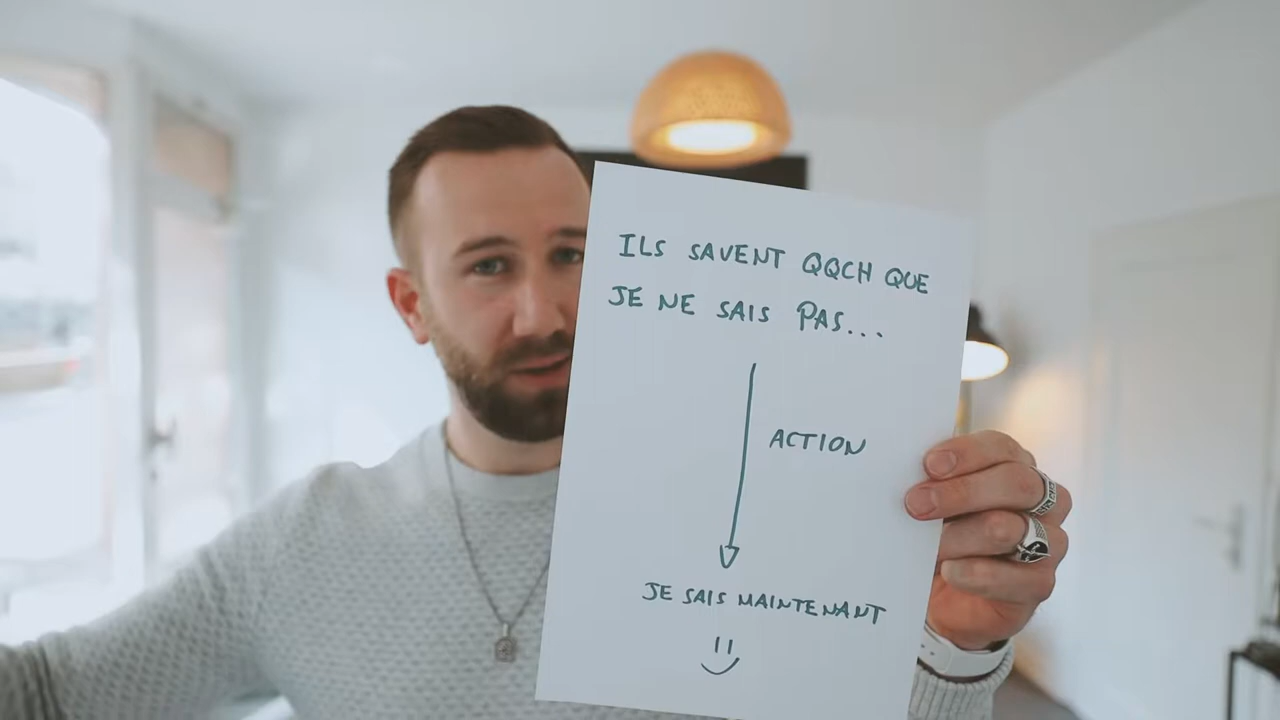 ILS SAVENT QQCH QUE
JE NE SAIS PAS...
ACTION
JE SAIS MAINTENANT